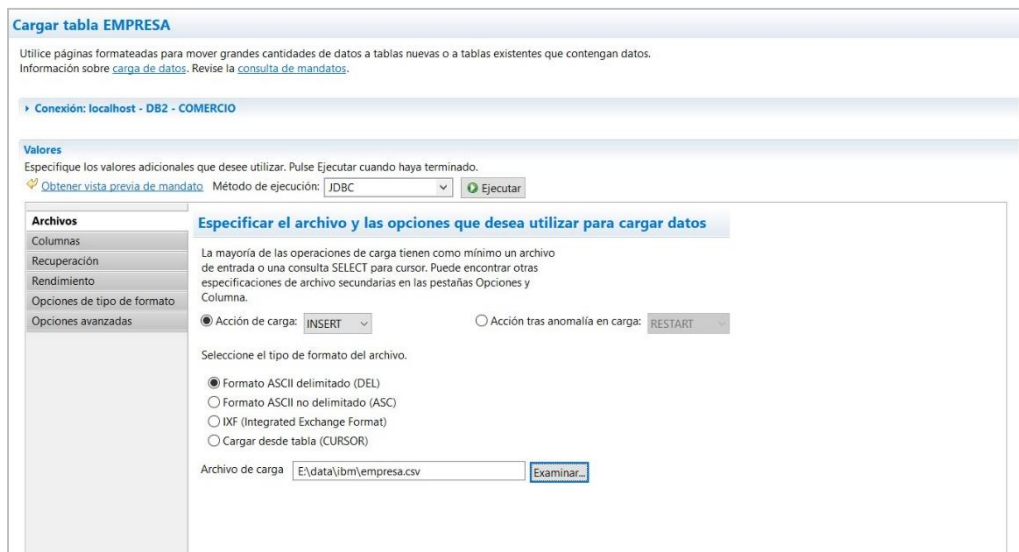 Cargar tabla EMPRESA
Utilice páginas formateadas para mover grandes cantidades de datos a tablas nuevas o a tablas existentes que contengan datos.
Información sobre carga de datos. Revise la consulta de mandatos.
Conexión: localhost - DB2 - COMERCIO
Valores
Especifique los valores adicionales que desee utilizar. Pulse Ejecutar cuando haya terminado.
Obtener vista previa de mandato Método de ejecución: JDBC Ejecutar
Archivos
Columnas
Recuperación
Rendimiento
Opciones de tipo de formato
Opciones avanzadas
Especificar el archivo y las opciones que desea utilizar para cargar datos
La mayoría de las operaciones de carga tienen como mínimo un archivo
de entrada o una consulta SELECT para cursor. Puede encontrar otras
especificaciones de archivo secundarias en las pestañas Opciones y
Columna.
Acción de carga: INSERT Acción tras anomalía en carga: RESTART
Seleccione el tipo de formato del archivo.
Formato ASCII delimitado (DEL)
Formato ASCII no delimitado (ASC)
IXF (Integrated Exchange Format)
Cargar desde tabla (CURSOR)
Archivo de carga E:\data\ibm\empresa.csv Examinar...